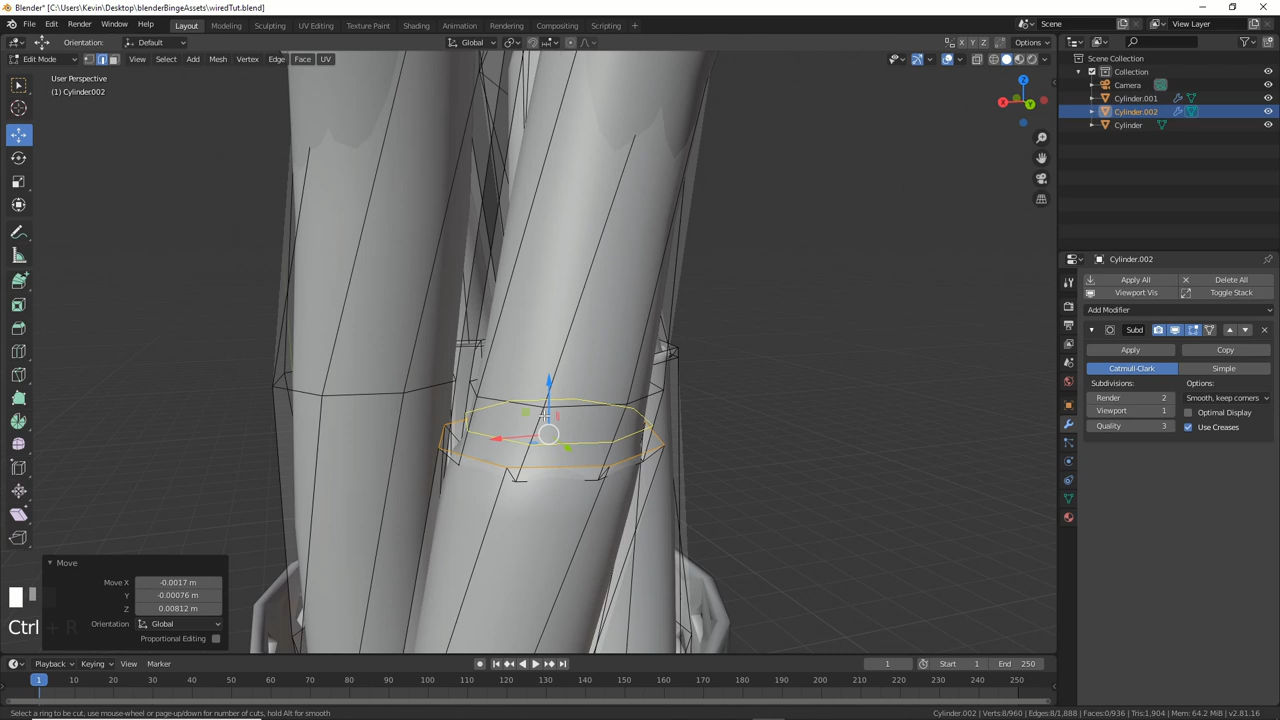 Blender* [C:\Users\Kevin\Desktop\blenderBingeAssets\wiredTut.blend]
File Edit Render Window Help Layout Modeling Sculpting UV Editing Texture Paint Shading Animation Rendering Compositing Scripting + Scene View Layer
Orientation: Default Global X Y Z Options
Edit Mode View Select Add Mesh Vertex Edge Face UV
User Perspective
(1) Cylinder.002
Scene Collection
Collection
Camera
Cylinder.001
Cylinder.002
Cylinder
Z
X
Y
Cylinder.002
Apply All Delete All
Viewport Vis Toggle Stack
Add Modifier
Subd
Apply Copy
Catmull-Clark Simple
Subdivisions: Options:
Render 2 Smooth, keep corners
Viewport 1 Optimal Display
Quality 3 Use Creases
Move
Move X -0.0017 m
Y -0.00076 m
Z 0.00812 m
Orientation Global
Proportional Editing
Ctrl + R
Playback Keying View Marker 1 Start 1 End 250
1 10 20 30 40 50 60 70 80 90 100 110 120 130 140 150 160 170 180 190 200 210 220 230 240 250
Select a ring to be cut, use mouse-wheel or page-up/down for number of cuts, hold Alt for smooth Cylinder.002 | Verts:8/960 | Edges:8/1,888 | Faces:0/936 | Tris:1,904 | Mem: 64.2 MiB | v2.81.16